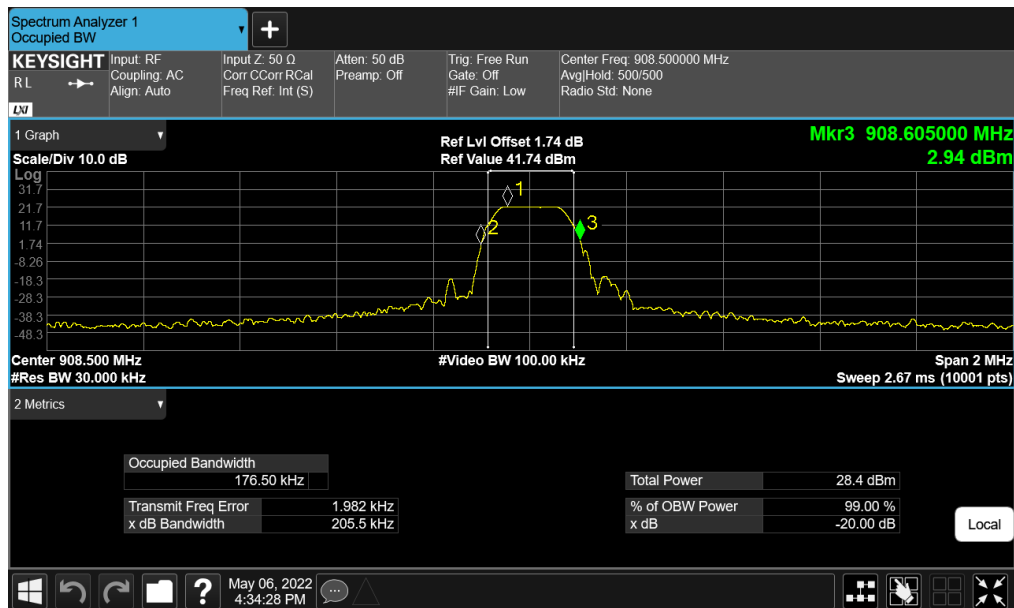 Spectrum Analyzer 1
Occupied BW
KEYSIGHT
R L
LXI
Input: RF
Coupling: AC
Align: Auto
Input Z: 50 Ω
Corr CCorr RCal
Freq Ref: Int (S)
Atten: 50 dB
Preamp: Off
Trig: Free Run
Gate: Off
#IF Gain: Low
Center Freq: 908.500000 MHz
Avg|Hold: 500/500
Radio Std: None
1 Graph
Scale/Div 10.0 dB
Ref Lvl Offset 1.74 dB
Ref Value 41.74 dBm
Mkr3 908.605000 MHz
2.94 dBm
Log
31.7
21.7
11.7
1.74
-8.26
-18.3
-28.3
-38.3
-48.3
1
2
3
Center 908.500 MHz
#Video BW 100.00 kHz
Span 2 MHz
#Res BW 30.000 kHz
Sweep 2.67 ms (10001 pts)
2 Metrics
Occupied Bandwidth
176.50 kHz
Total Power 28.4 dBm
Transmit Freq Error 1.982 kHz
% of OBW Power 99.00 %
x dB Bandwidth 205.5 kHz
x dB -20.00 dB
Local
?
May 06, 2022
4:34:28 PM